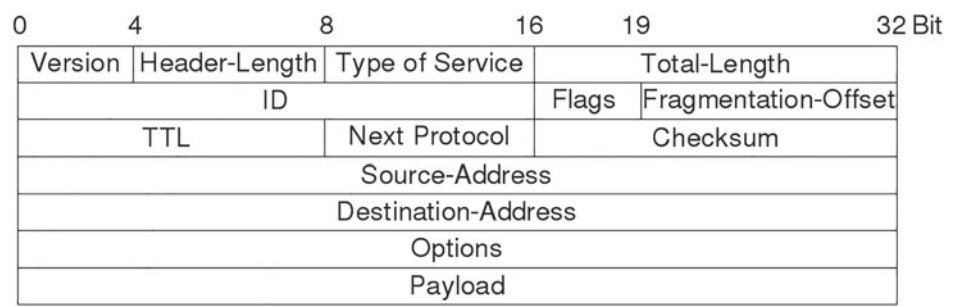 0 4 8 16 19 32 Bit
Version Header-Length Type of Service Total-Length
ID Flags Fragmentation-Offset
TTL Next Protocol Checksum
Source-Address
Destination-Address
Options
Payload